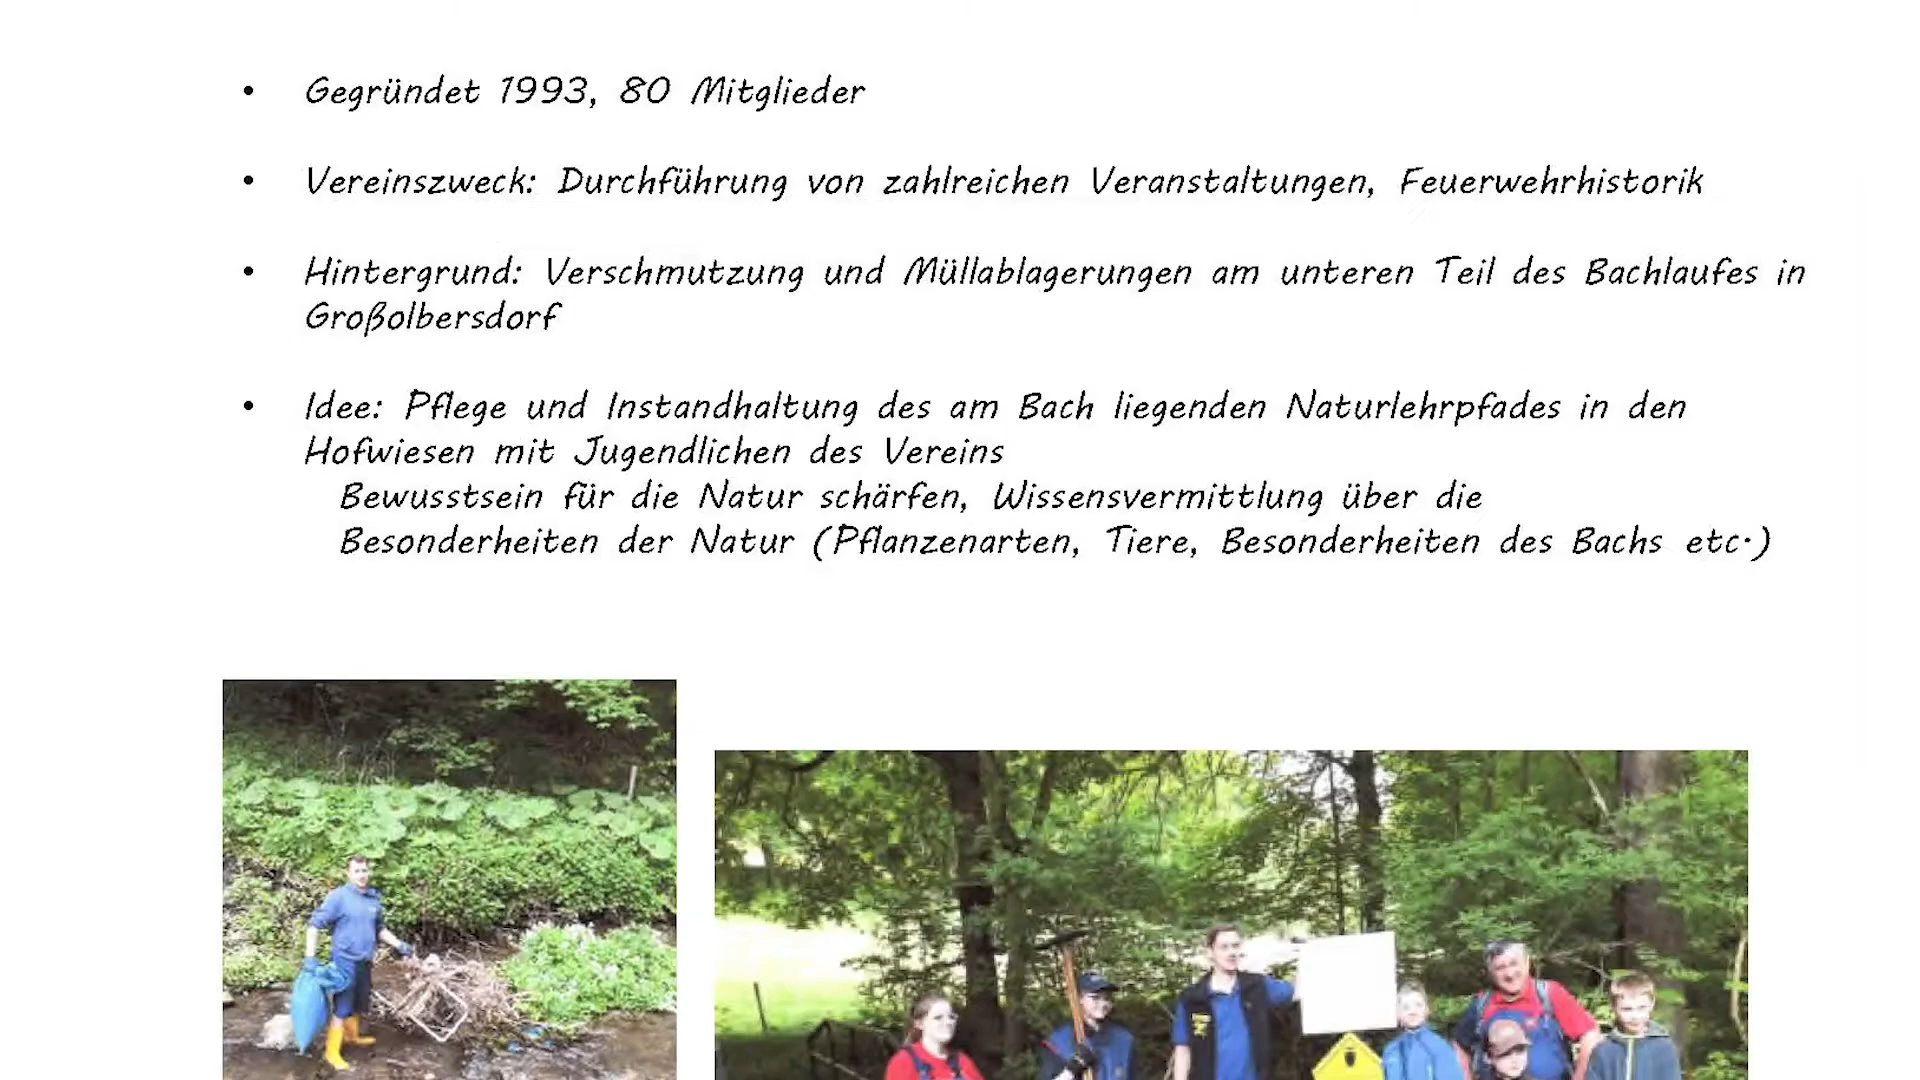 • Gegründet 1993, 80 Mitglieder
• Vereinszweck: Durchführung von zahlreichen Veranstaltungen, Feuerwehrhistorik
• Hintergrund: Verschmutzung und Müllablagerungen am unteren Teil des Bachlaufes in
Großolbersdorf
• Idee: Pflege und Instandhaltung des am Bach liegenden Naturlehrpfades in den
Hofwiesen mit Jugendlichen des Vereins
Bewusstsein für die Natur schärfen, Wissensvermittlung über die
Besonderheiten der Natur (Pflanzenarten, Tiere, Besonderheiten des Bachs etc.)